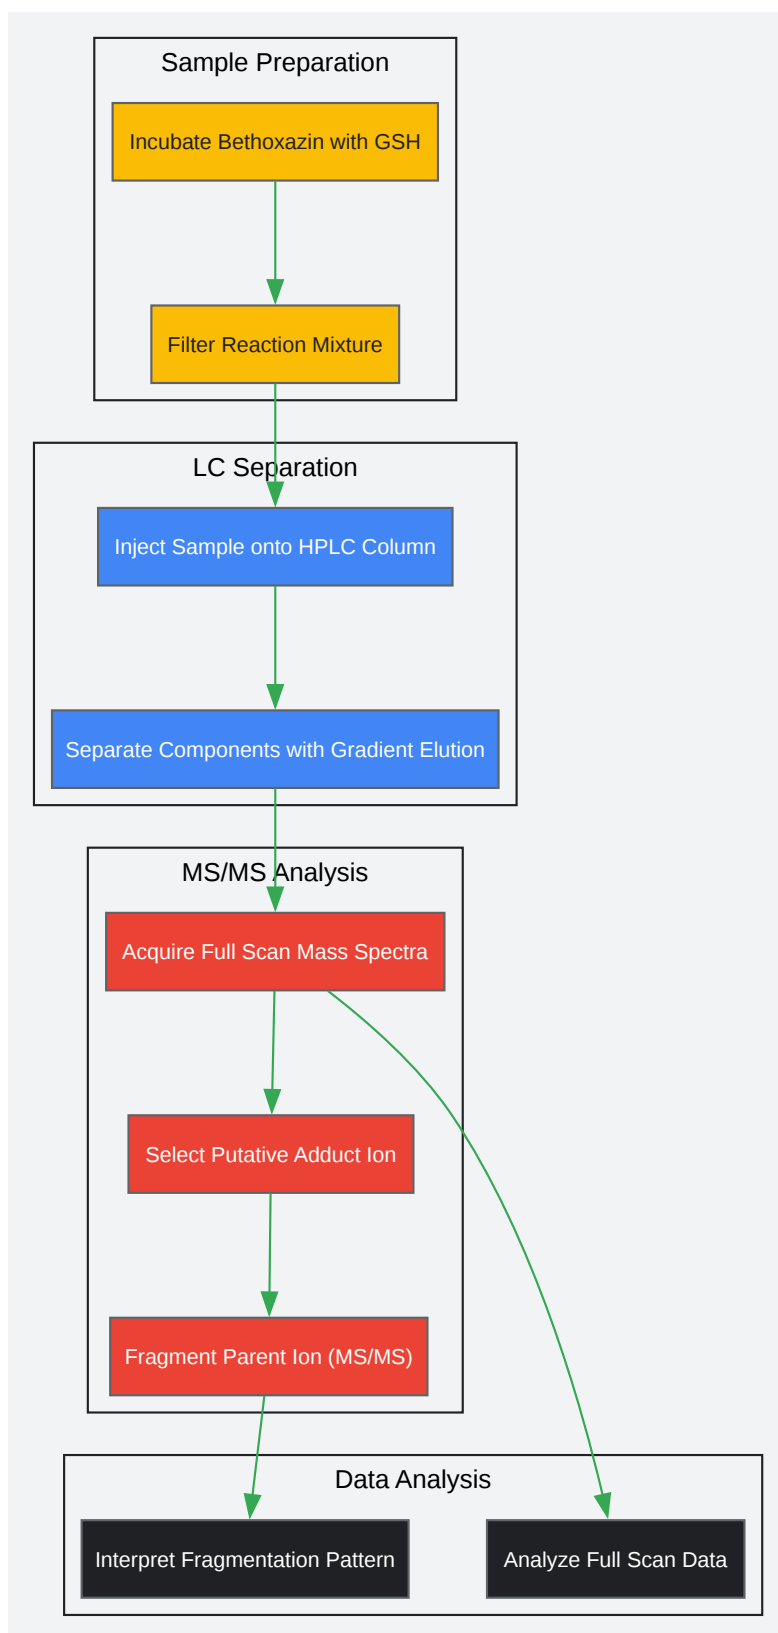 Sample Preparation
Incubate Bethoxazin with GSH
Filter Reaction Mixture
LC Separation
Inject Sample onto HPLC Column
Separate Components with Gradient Elution
MS/MS Analysis
Acquire Full Scan Mass Spectra
Select Putative Adduct Ion
Fragment Parent Ion (MS/MS)
Data Analysis
Interpret Fragmentation Pattern
Analyze Full Scan Data